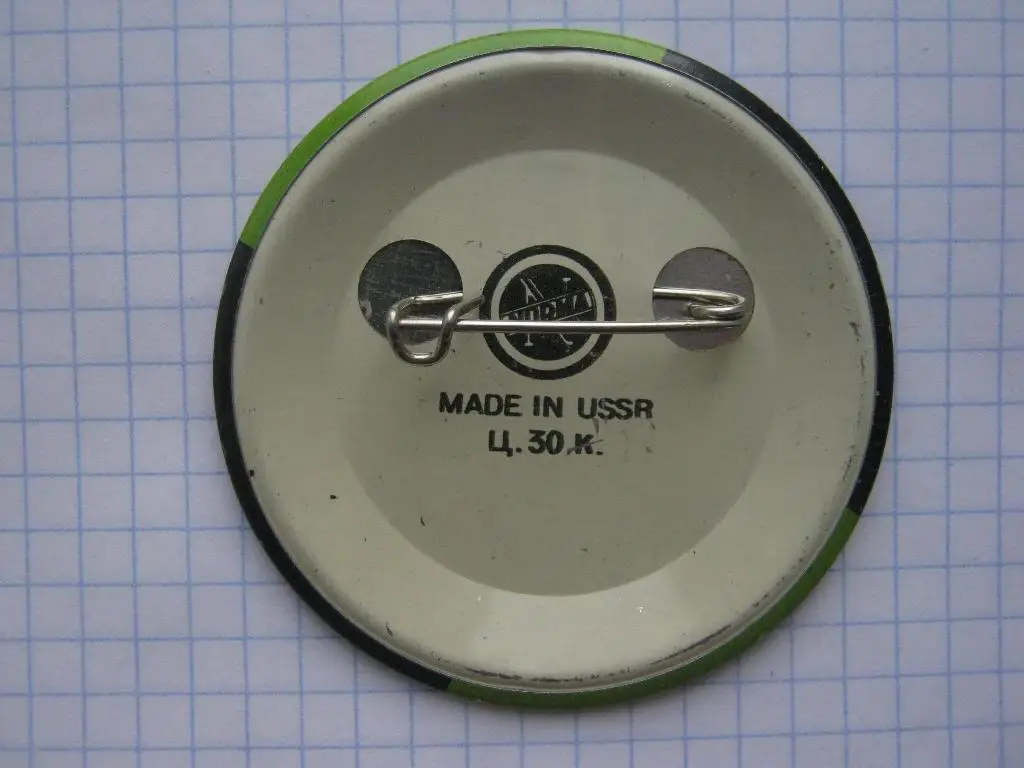 NORMA
MADE IN USSR
Ц. 30 К.